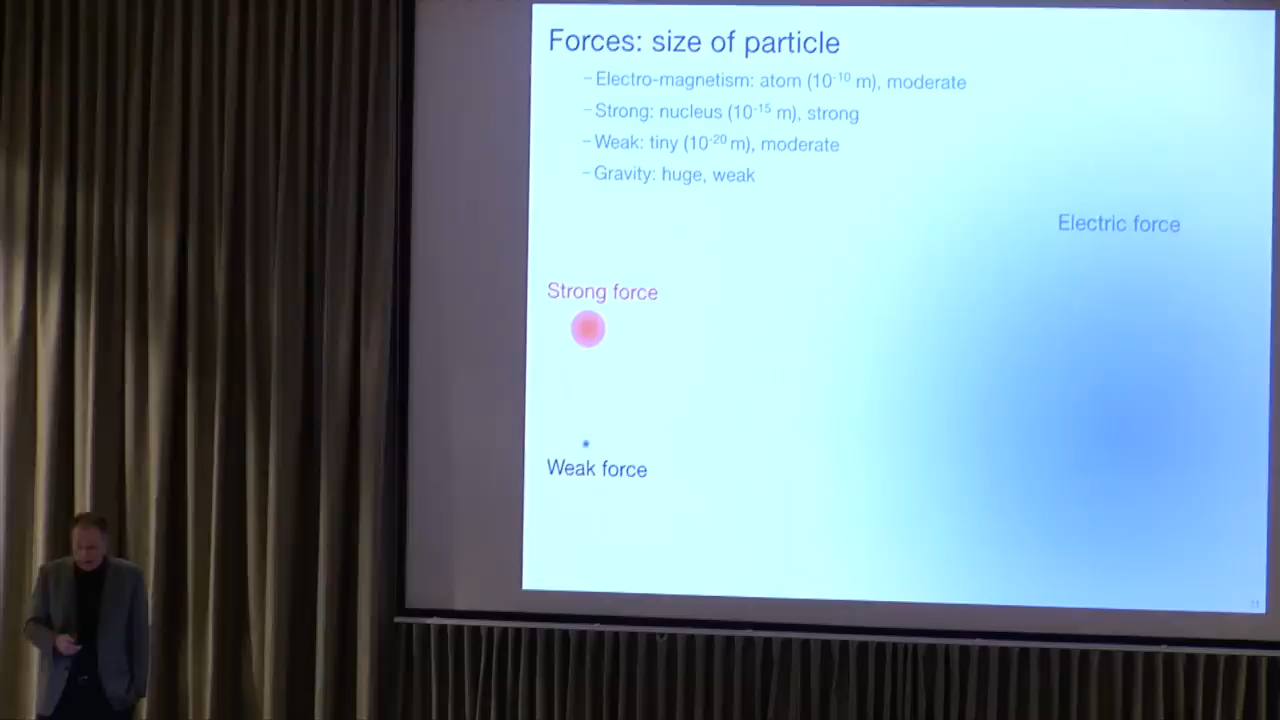 Forces: size of particle
–Electro-magnetism: atom (10⁻¹⁰ m), moderate
–Strong: nucleus (10⁻¹⁵ m), strong
–Weak: tiny (10⁻²⁰ m), moderate
–Gravity: huge, weak
Electric force
Strong force
Weak force
11